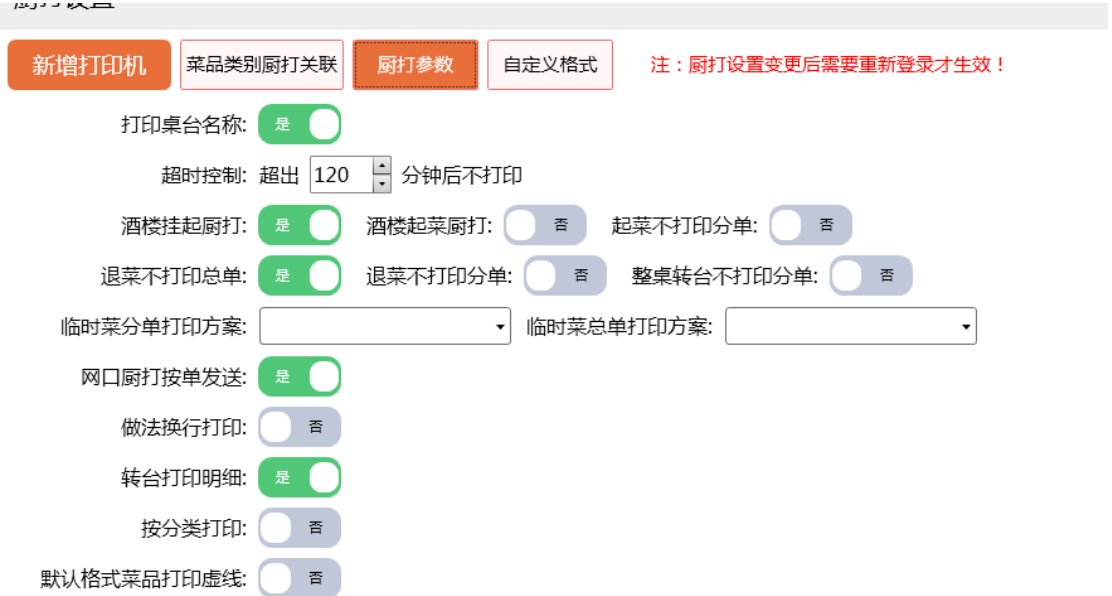 厨打设置
新增打印机 菜品类别厨打关联 厨打参数 自定义格式 注：厨打设置变更后需要重新登录才生效！
打印桌台名称: 是
超时控制: 超出 120 分钟后不打印
酒楼挂起厨打: 是 酒楼起菜厨打: 否 起菜不打印分单: 否
退菜不打印总单: 是 退菜不打印分单: 否 整桌转台不打印分单: 否
临时菜分单打印方案: 临时菜总单打印方案:
网口厨打按单发送: 是
做法换行打印: 否
转台打印明细: 是
按分类打印: 否
默认格式菜品打印虚线: 否